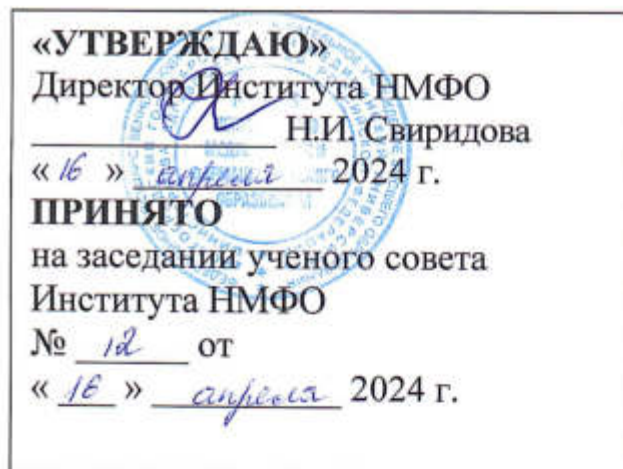 «УТВЕРЖДАЮ»
Директор Института НМФО
____________ Н.И. Свиридова
« 16 » апреля 2024 г.
ПРИНЯТО
на заседании ученого совета
Института НМФО
№ 12 от
« 16 » апреля 2024 г.